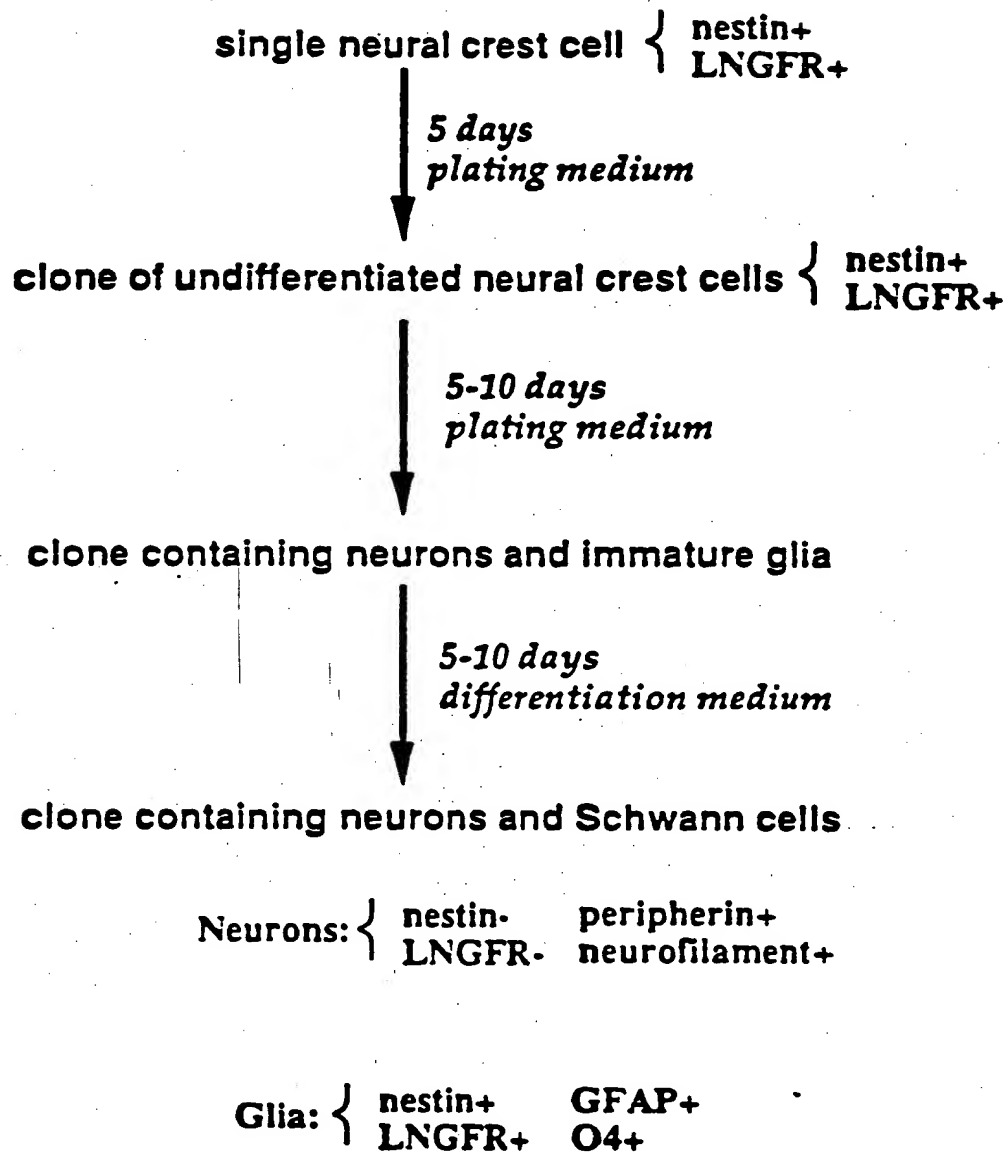 single neural crest cell { nestin+
LNGFR+
5 days
plating medium
clone of undifferentiated neural crest cells { nestin+
LNGFR+
5-10 days
plating medium
clone containing neurons and immature glia
5-10 days
differentiation medium
clone containing neurons and Schwann cells
Neurons: { nestin- peripherin+
LNGFR- neurofilament+
Glia: { nestin+ GFAP+
LNGFR+ O4+